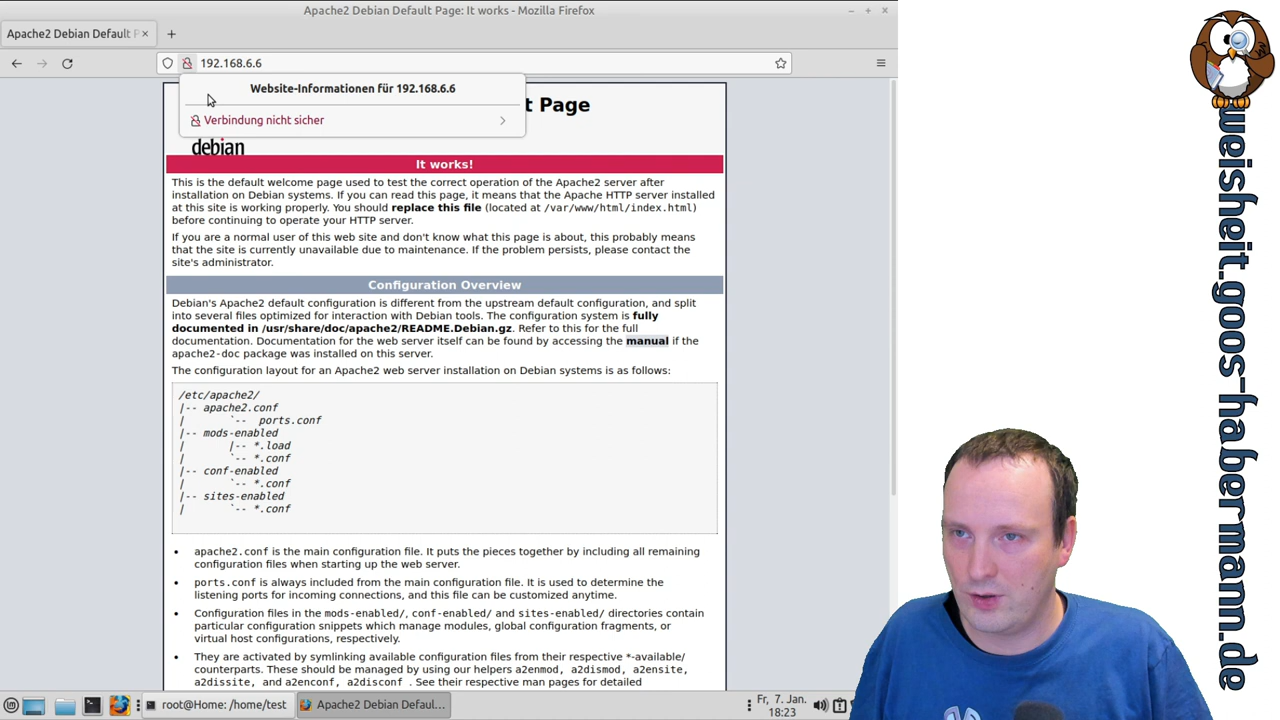 Apache2 Debian Default Page: It works - Mozilla Firefox
Apache2 Debian Default P
192.168.6.6
Website-Informationen für 192.168.6.6
Verbindung nicht sicher
t Page
debian
It works!
This is the default welcome page used to test the correct operation of the Apache2 server after
installation on Debian systems. If you can read this page, it means that the Apache HTTP server installed
at this site is working properly. You should replace this file (located at /var/www/html/index.html)
before continuing to operate your HTTP server.
If you are a normal user of this web site and don't know what this page is about, this probably means
that the site is currently unavailable due to maintenance. If the problem persists, please contact the
site's administrator.
Configuration Overview
Debian's Apache2 default configuration is different from the upstream default configuration, and split
into several files optimized for interaction with Debian tools. The configuration system is fully
documented in /usr/share/doc/apache2/README.Debian.gz. Refer to this for the full
documentation. Documentation for the web server itself can be found by accessing the manual if the
apache2-doc package was installed on this server.
The configuration layout for an Apache2 web server installation on Debian systems is as follows:
/etc/apache2/
|-- apache2.conf
|       `--  ports.conf
|-- mods-enabled
|       |-- *.load
|       `-- *.conf
|-- conf-enabled
|       `-- *.conf
|-- sites-enabled
|       `-- *.conf
• apache2.conf is the main configuration file. It puts the pieces together by including all remaining
configuration files when starting up the web server.
• ports.conf is always included from the main configuration file. It is used to determine the
listening ports for incoming connections, and this file can be customized anytime.
• Configuration files in the mods-enabled/, conf-enabled/ and sites-enabled/ directories contain
particular configuration snippets which manage modules, global configuration fragments, or
virtual host configurations, respectively.
• They are activated by symlinking available configuration files from their respective *-available/
counterparts. These should be managed by using our helpers a2enmod, a2dismod, a2ensite,
a2dissite, and a2enconf, a2disconf . See their respective man pages for detailed
root@Home: /home/test
Apache2 Debian Defaul...
Fr, 7. Jan.
18:23
weisheit.goos-habermann.de